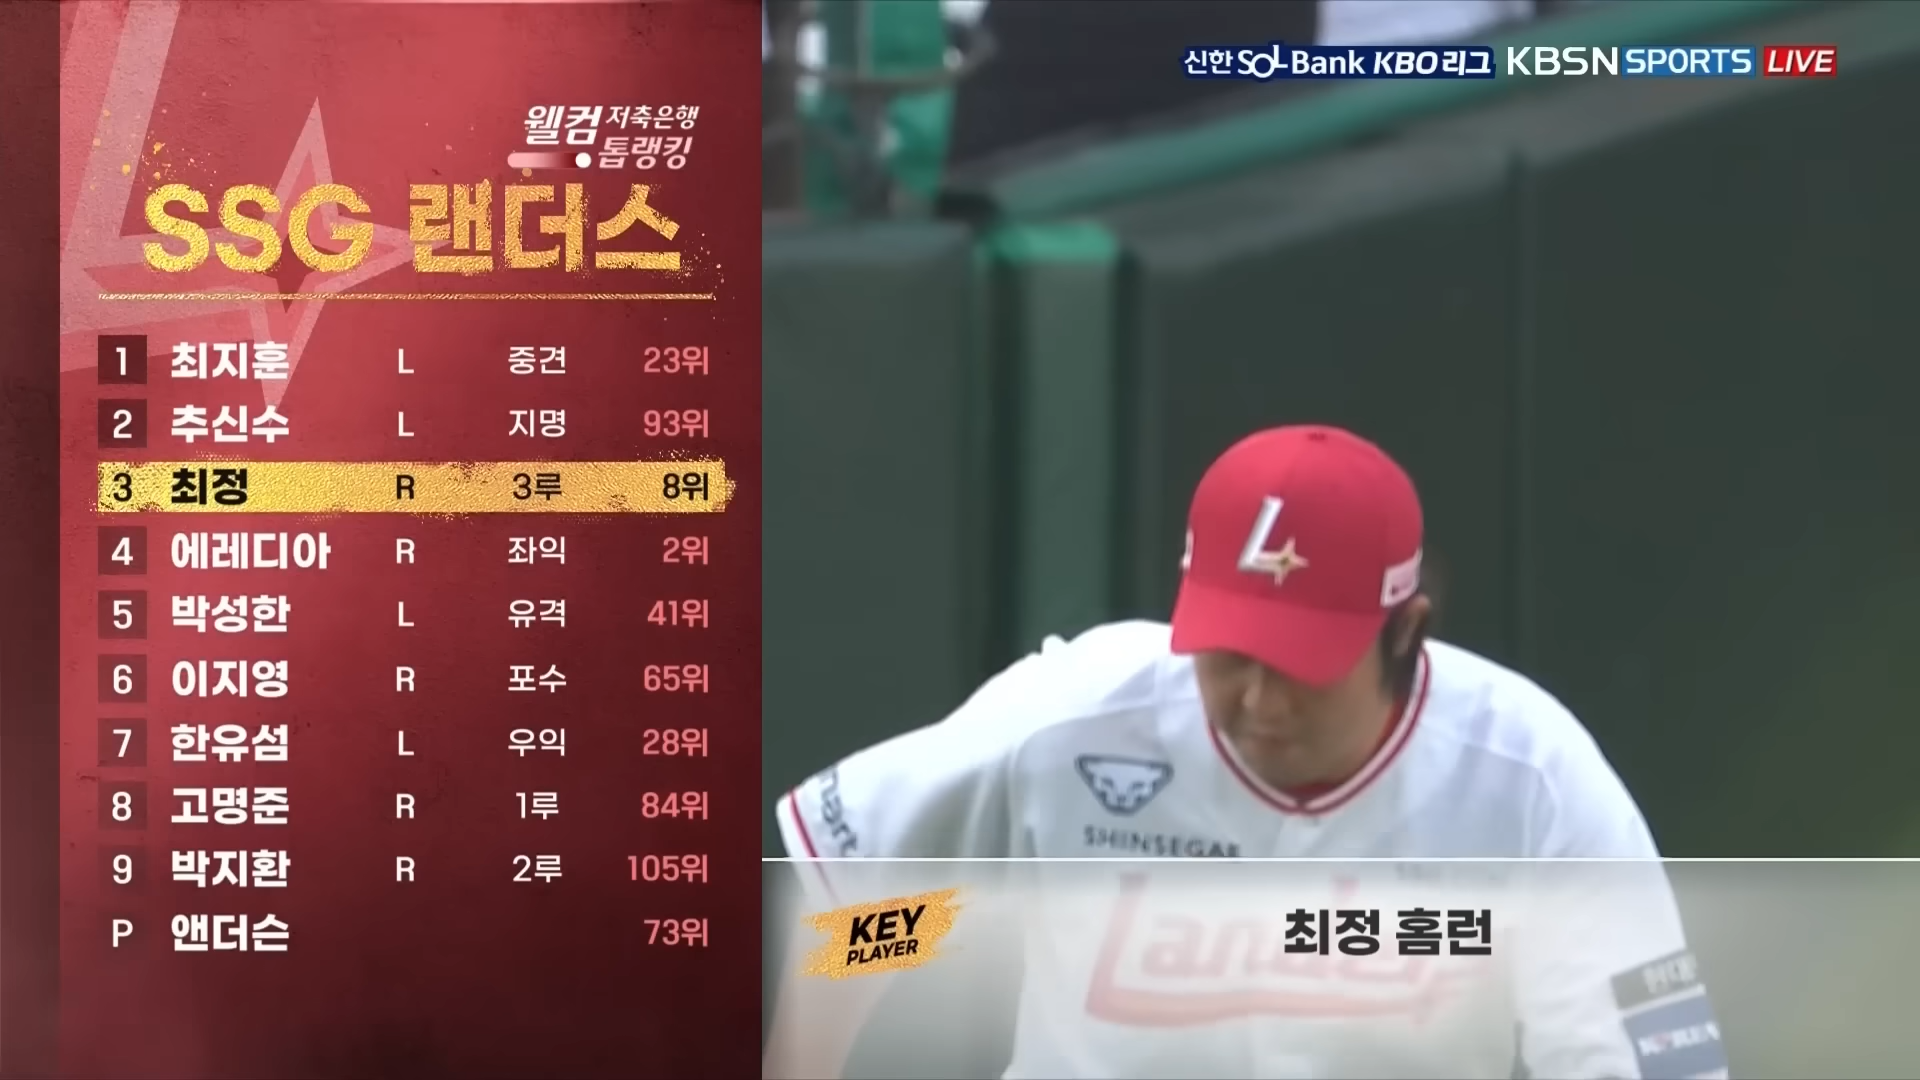 신한 SOL Bank KBO 리그 KBSN SPORTS LIVE
웰컴 저축은행
톱랭킹
SSG 랜더스
1 최지훈 L 중견 23위
2 추신수 L 지명 93위
3 최정 R 3루 8위
4 에레디아 R 좌익 2위
5 박성한 L 유격 41위
6 이지영 R 포수 65위
7 한유섬 L 우익 28위
8 고명준 R 1루 84위
9 박지환 R 2루 105위
P 앤더슨 73위
L
mart
SHINSEGAE
Landers
KEY
PLAYER
최정 홈런